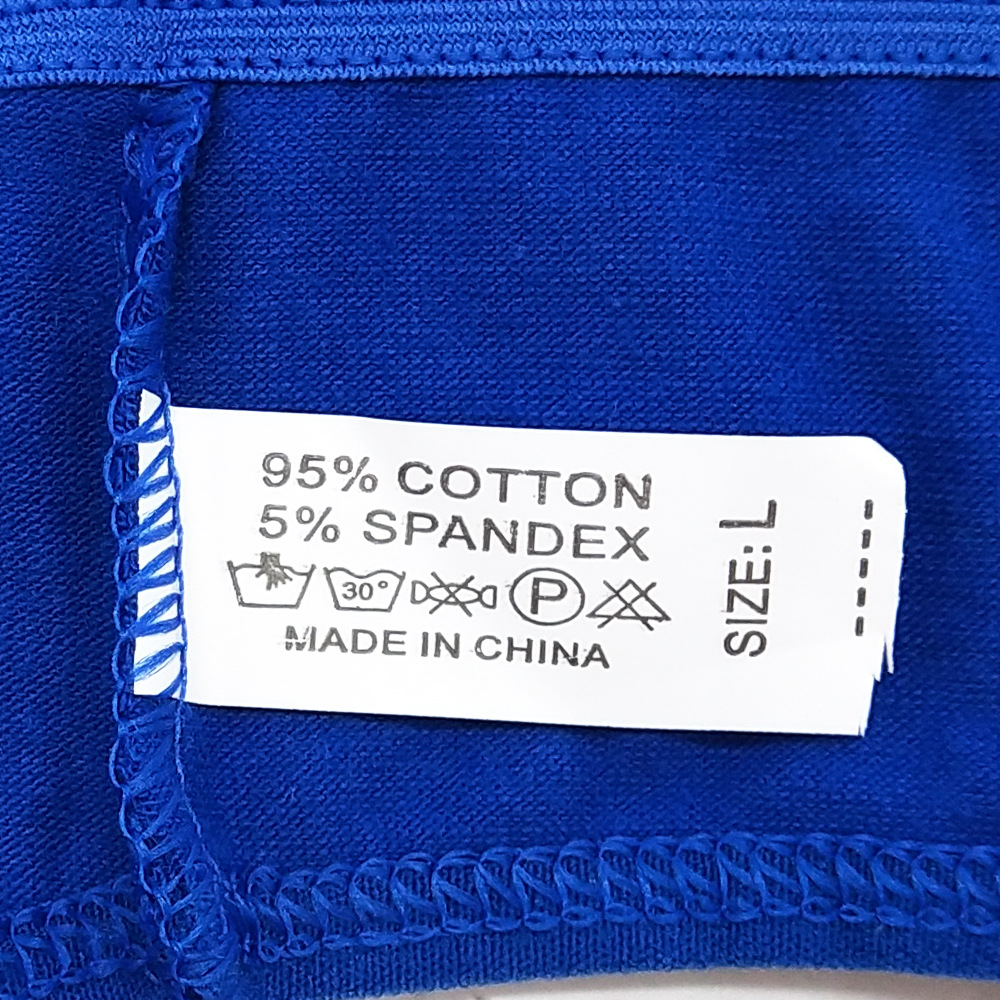 95% COTTON
5% SPANDEX
30°
P
MADE IN CHINA
SIZE: L